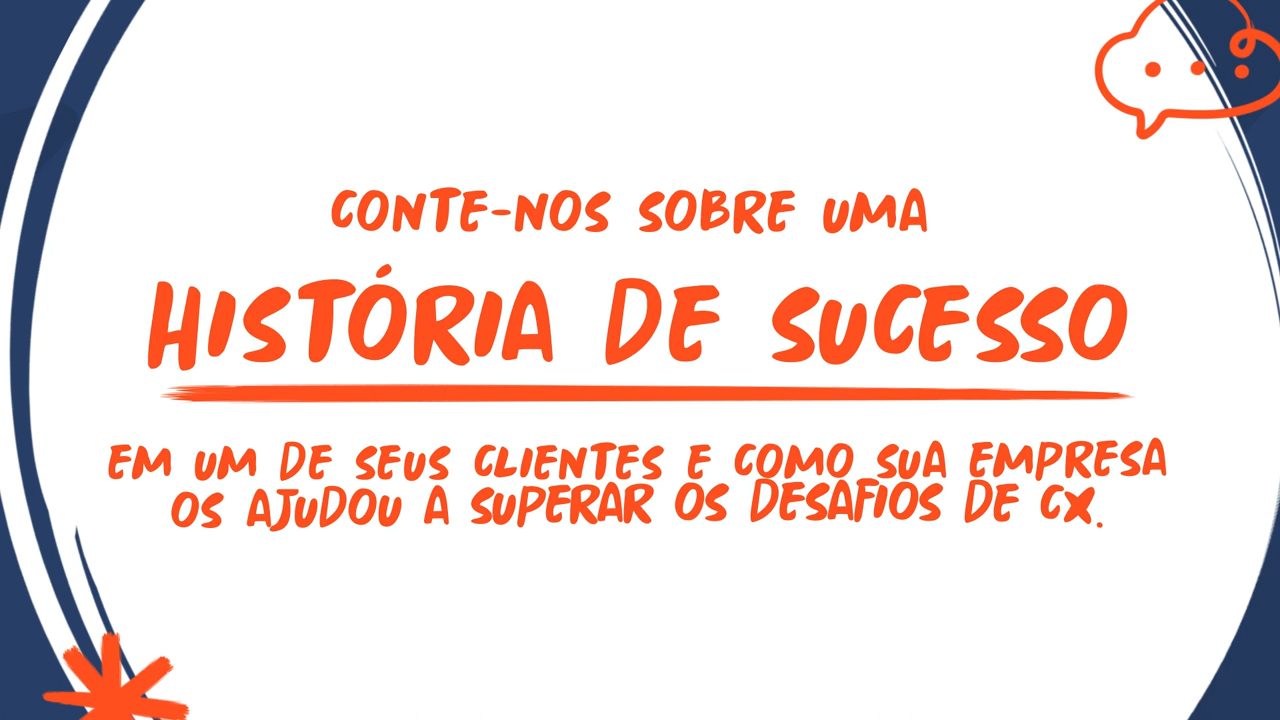 CONTE-NOS SOBRE UMA
HISTÓRIA DE SUCESSO
EM UM DE SEUS CLIENTES E COMO SUA EMPRESA
OS AJUDOU A SUPERAR OS DESAFIOS DE CX.